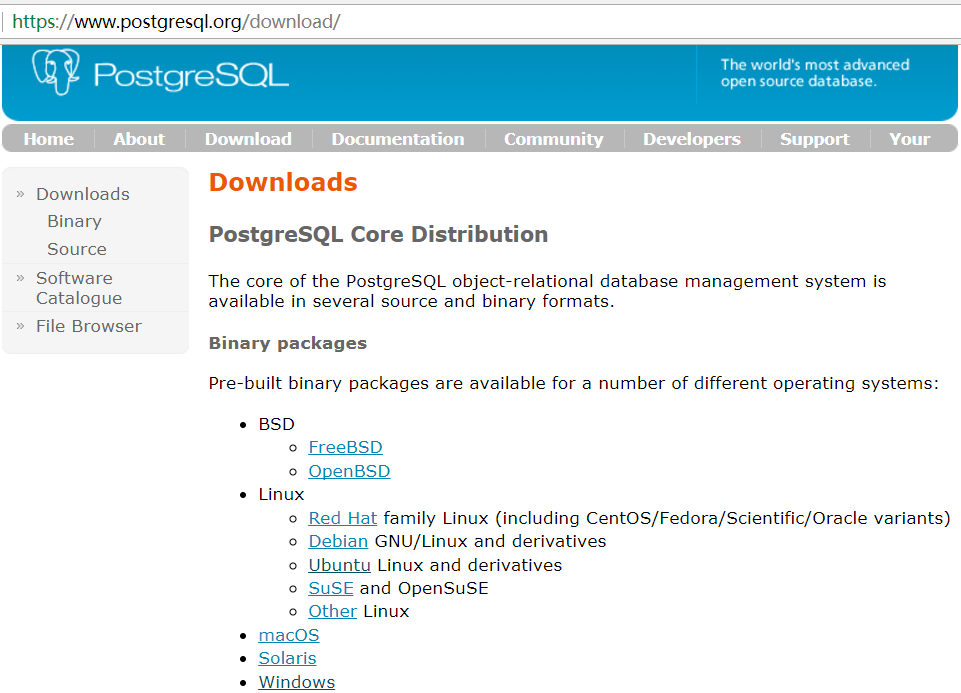 https://www.postgresql.org/download/
PostgreSQL
The world's most advanced
open source database.
Home About Download Documentation Community Developers Support Your
» Downloads
Binary
Source
» Software
Catalogue
» File Browser
Downloads
PostgreSQL Core Distribution
The core of the PostgreSQL object-relational database management system is
available in several source and binary formats.
Binary packages
Pre-built binary packages are available for a number of different operating systems:
• BSD
◦ FreeBSD
◦ OpenBSD
• Linux
◦ Red Hat family Linux (including CentOS/Fedora/Scientific/Oracle variants)
◦ Debian GNU/Linux and derivatives
◦ Ubuntu Linux and derivatives
◦ SuSE and OpenSuSE
◦ Other Linux
• macOS
• Solaris
• Windows